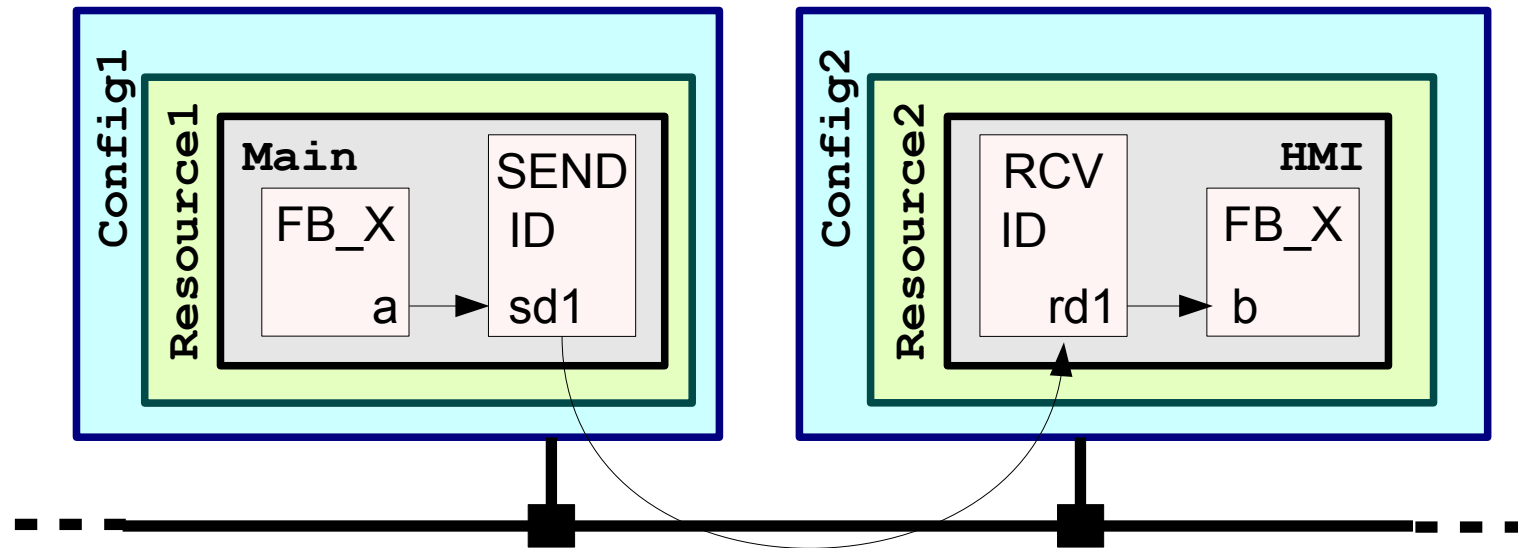 Config1
Resource1
Main
FB_X
a
SEND
ID
sd1
Config2
Resource2
RCV
ID
rd1
HMI
FB_X
b